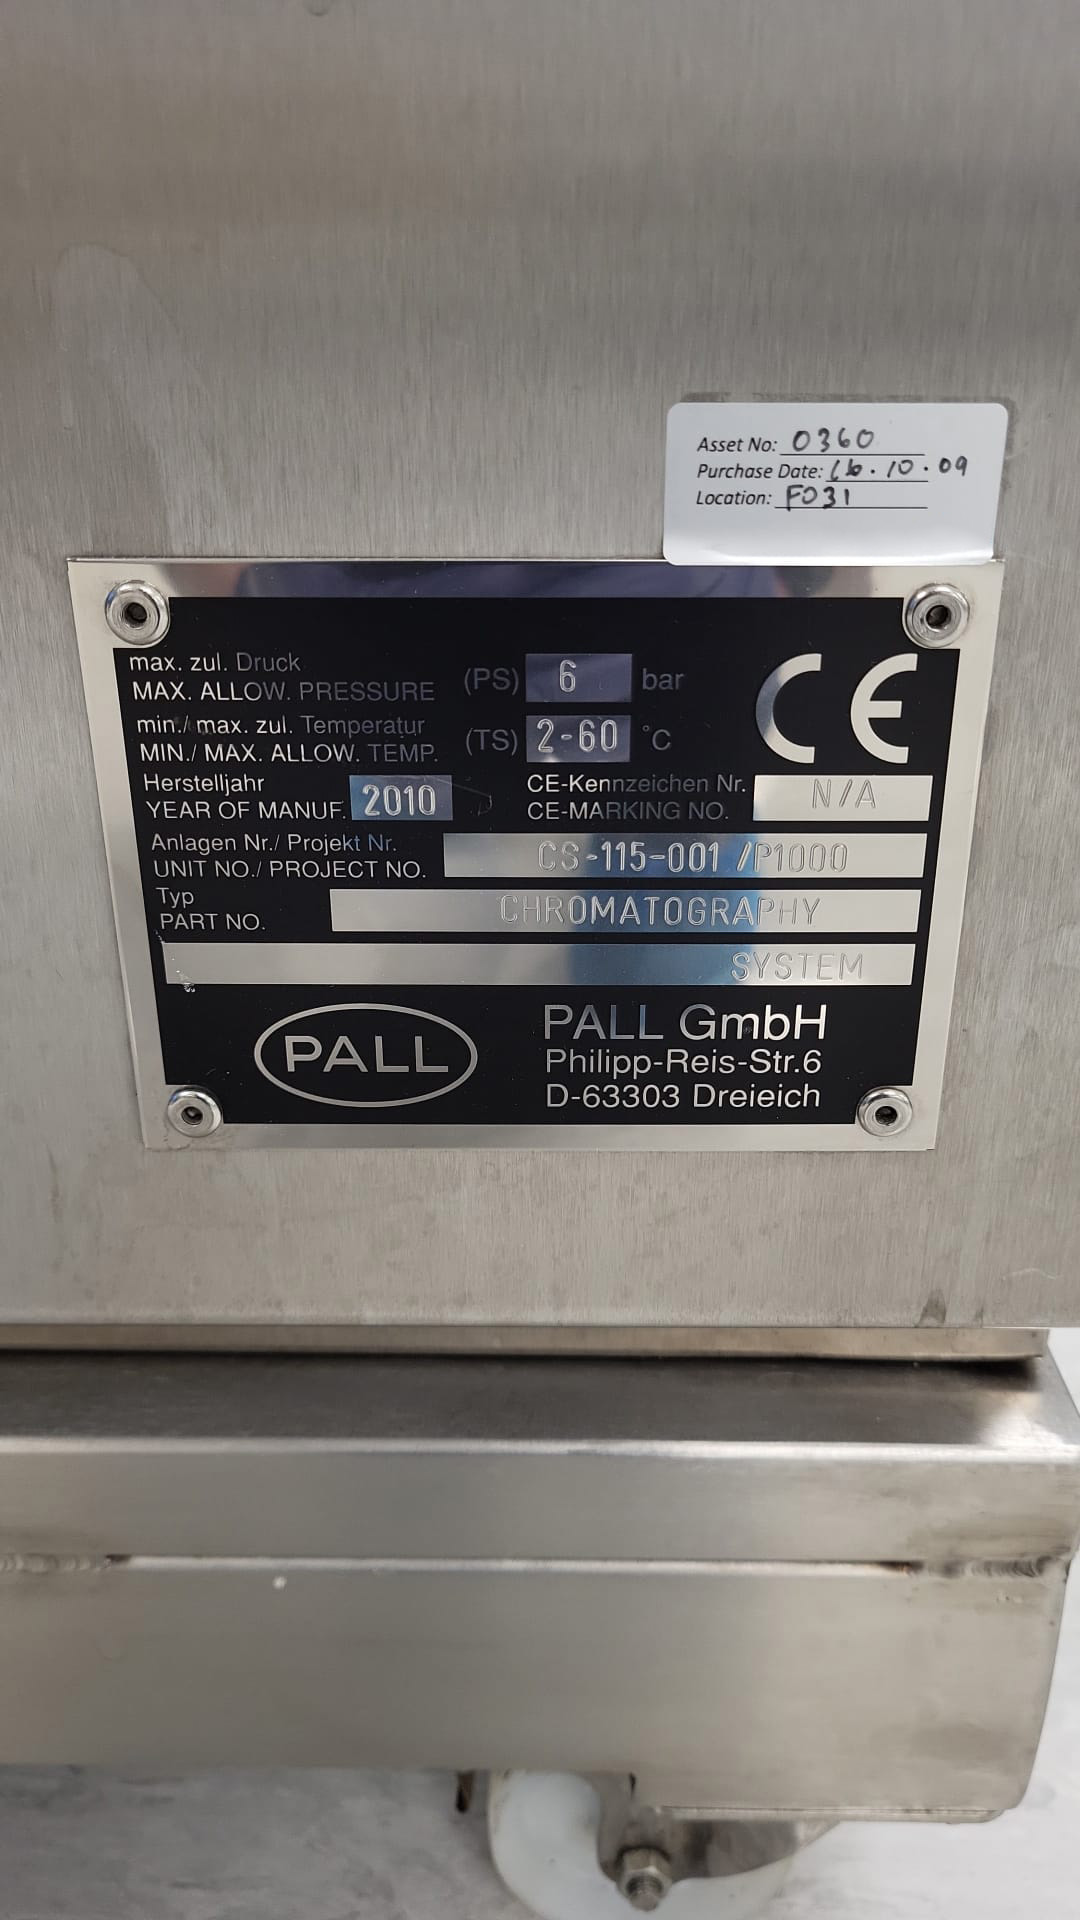 Asset No: 0360
Purchase Date: 16.10.09
Location: F031
max. zul. Druck
MAX. ALLOW. PRESSURE (PS) 6 bar
min./ max. zul. Temperatur
MIN./ MAX. ALLOW. TEMP. (TS) 2-60 °C
CE
Herstelljahr
YEAR OF MANUF. 2010
CE-Kennzeichen Nr.
CE-MARKING NO. N/A
Anlagen Nr./ Projekt Nr.
UNIT NO./ PROJECT NO. CS-115-001 /P1000
Typ
PART NO. CHROMATOGRAPHY
SYSTEM
PALL
PALL GmbH
Philipp-Reis-Str.6
D-63303 Dreieich